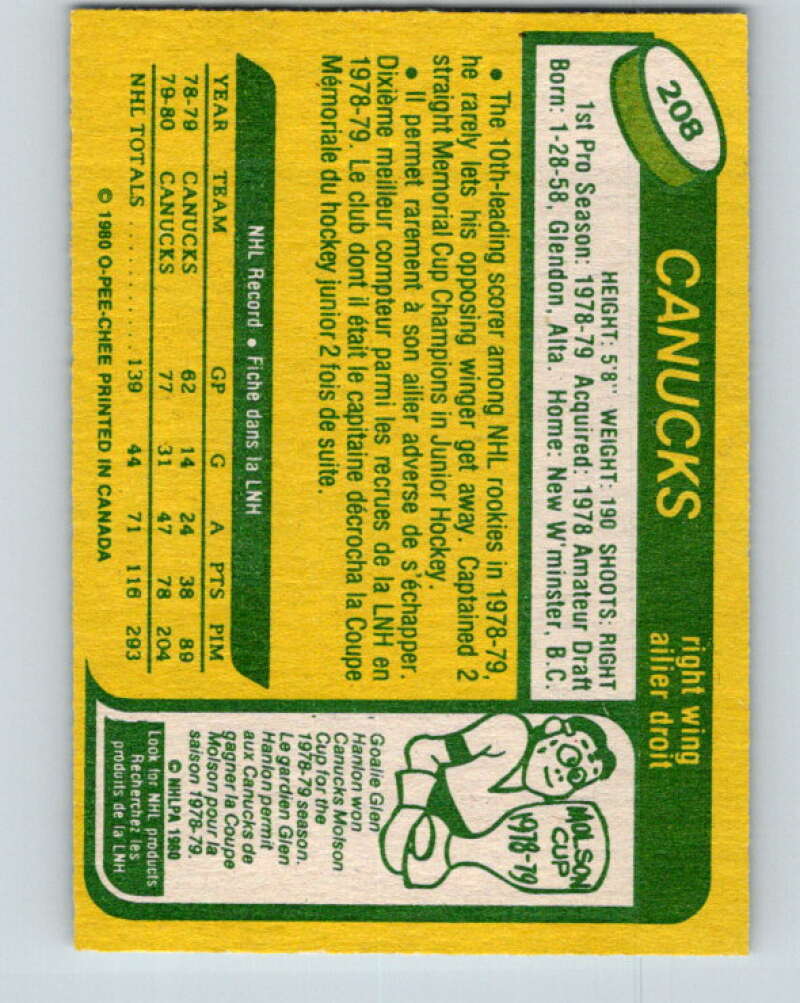 208
CANUCKS
right wing
ailier droit
HEIGHT: 5'8" WEIGHT: 190 SHOOTS: RIGHT
1st Pro Season: 1978-79 Acquired: 1978 Amateur Draft
Born: 1-28-58, Glendon, Alta. Home: New W'minster, B.C.
• The 10th-leading scorer among NHL rookies in 1978-79,
he rarely lets his opposing winger get away. Captained 2
straight Memorial Cup Champions in Junior Hockey.
• Il permet rarement à son ailier adverse de s'échapper.
Dixième meilleur compteur parmi les recrues de la LNH en
1978-79. Le club dont il était le capitaine décrocha la Coupe
Mémoriale du hockey junior 2 fois de suite.
NHL Record • Fiche dans la LNH
YEAR TEAM GP G A PTS PIM
78-79 CANUCKS 62 14 24 38 89
79-80 CANUCKS 77 31 47 78 204
NHL TOTALS ........... 139 44 71 116 293
© 1980 O-PEE-CHEE PRINTED IN CANADA
MOLSON
CUP
1978-79
Goalie Glen
Hanlon won
Canucks Molson
Cup for the
1978-79 season.
Le gardien Glen
Hanlon permit
aux Canucks de
gagner la Coupe
Molson pour la
saison 1978-79.
© NHLPA 1980
Look for NHL products
Recherchez les
produits de la LNH